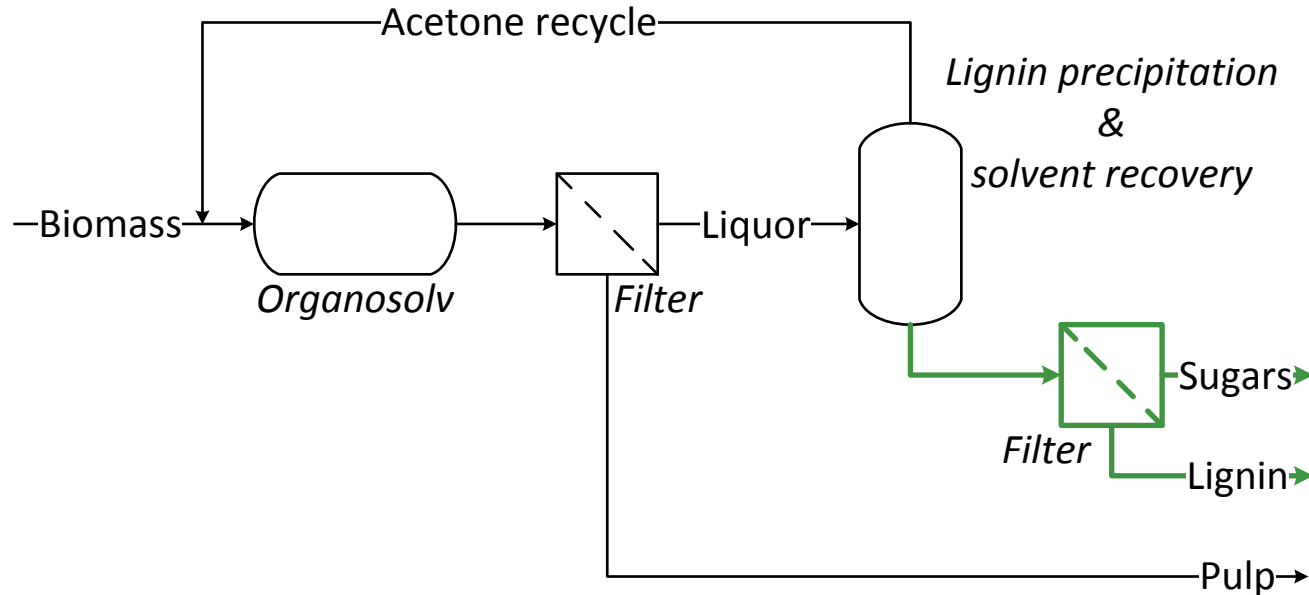 Acetone recycle
Lignin precipitation
&
solvent recovery
Biomass
Organosolv
Filter
Liquor
Filter
Sugars
Lignin
Pulp